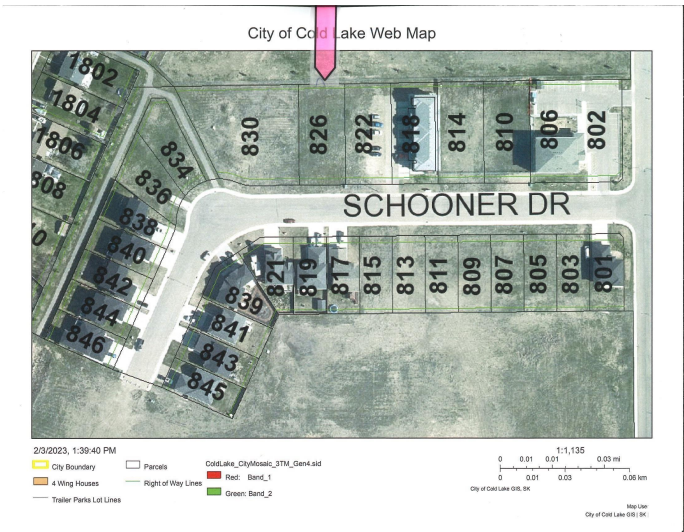 City of Cold Lake Web Map
1802
1804
1806
808
10
834
836
838
840
842
844
846
830
826
822
818
814
810
806
802
SCHOONER DR
821
819
817
815
813
811
809
807
805
803
801
839
841
843
845
2/3/2023, 1:39:40 PM
City Boundary
4 Wing Houses
Trailer Parks Lot Lines
Parcels
Right of Way Lines
ColdLake_CityMosaic_3TM_Gen4.sid
Red: Band_1
Green: Band_2
1:1,135
0 0.01 0.01 0.03 mi
0 0.01 0.03 0.06 km
City of Cold Lake GIS, SK
Map Use:
City of Cold Lake GIS | SK |